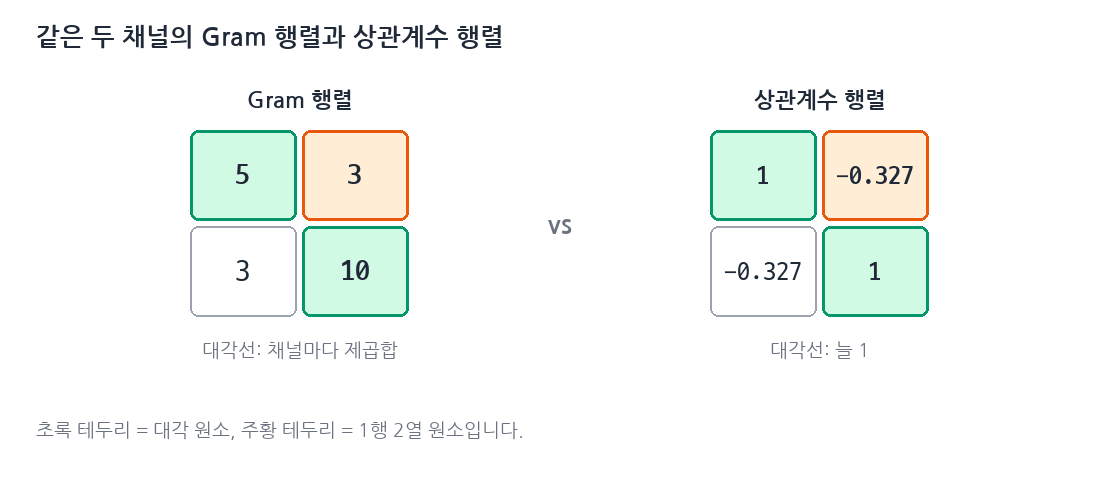 같은 두 채널의 Gram 행렬과 상관계수 행렬
Gram 행렬
상관계수 행렬
5 3
1 −0.327
vs
3 10
−0.327 1
대각선: 채널마다 제곱합
대각선: 늘 1
초록 테두리 = 대각 원소, 주황 테두리 = 1행 2열 원소입니다.